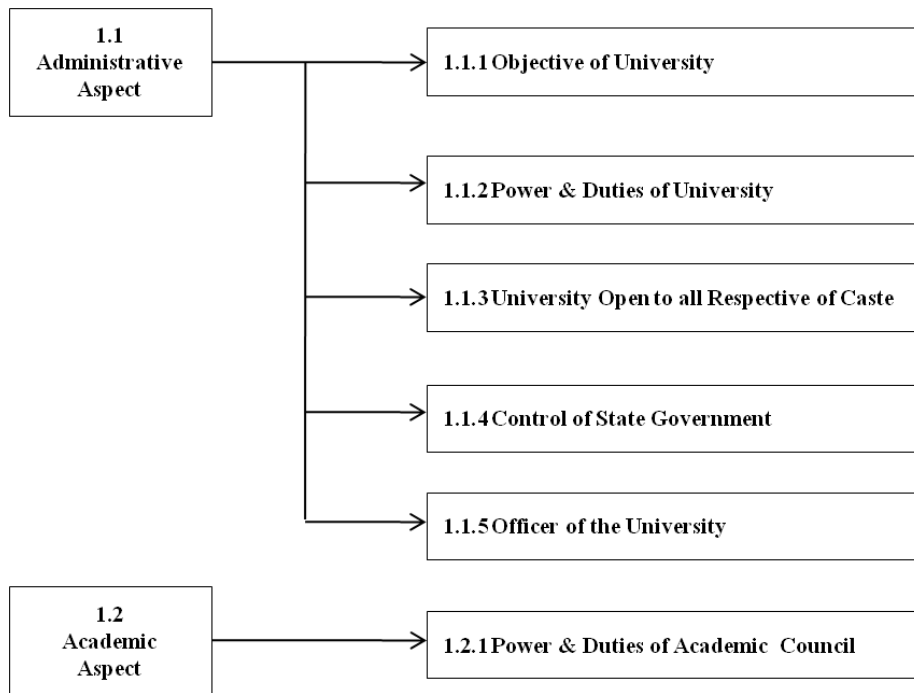 1.1
Administrative
Aspect
1.1.1 Objective of University
1.1.2 Power & Duties of University
1.1.3 University Open to all Respective of Caste
1.1.4 Control of State Government
1.1.5 Officer of the University
1.2
Academic
Aspect
1.2.1 Power & Duties of Academic Council